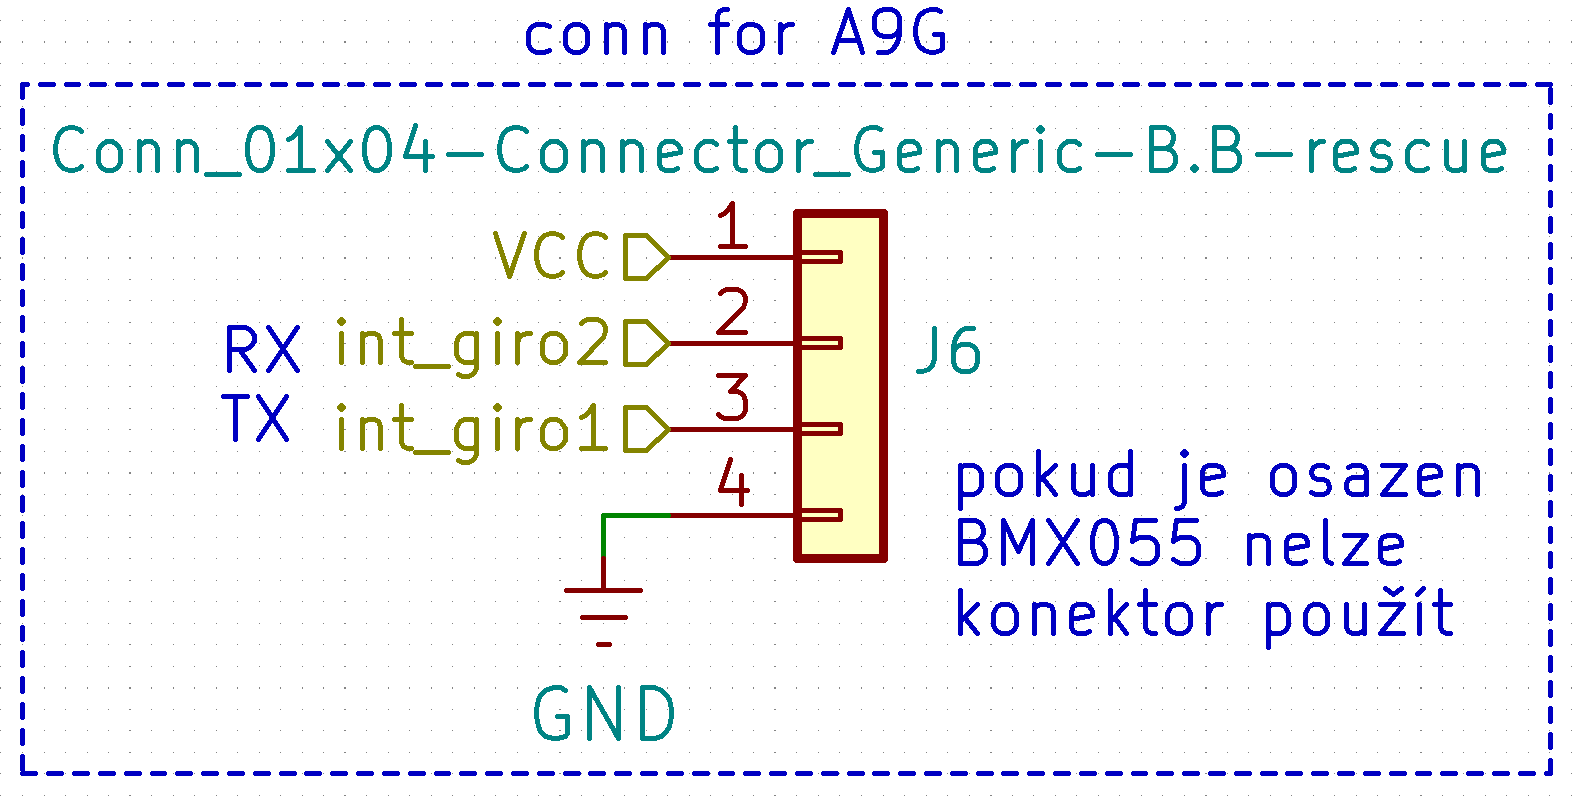 conn for A9G
Conn_01x04-Connector_Generic-B.B-rescue
VCC 1
RX int_giro2 2
J6
TX int_giro1 3
4
pokud je osazen
BMX055 nelze
konektor použít
GND